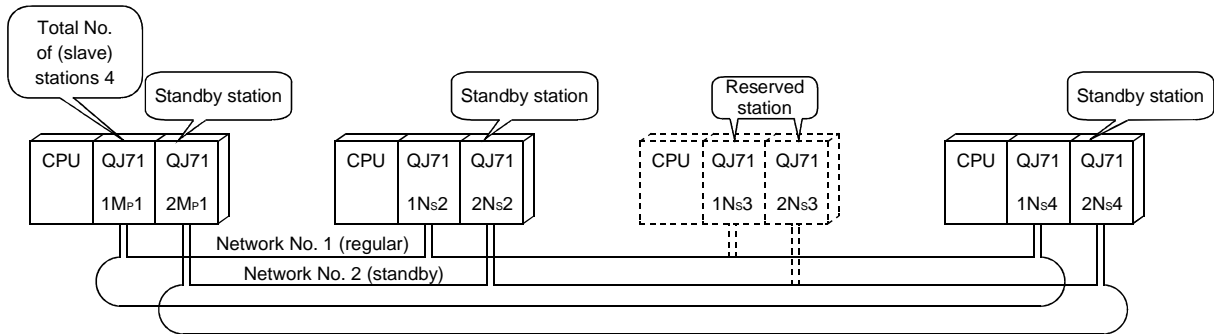 Total No.
of (slave)
stations 4
Standby station
Standby station
Reserved
station
Standby station
CPU QJ71 QJ71
1MP1 2MP1
CPU QJ71 QJ71
1NS2 2NS2
CPU QJ71 QJ71
1NS3 2NS3
CPU QJ71 QJ71
1NS4 2NS4
Network No. 1 (regular)
Network No. 2 (standby)